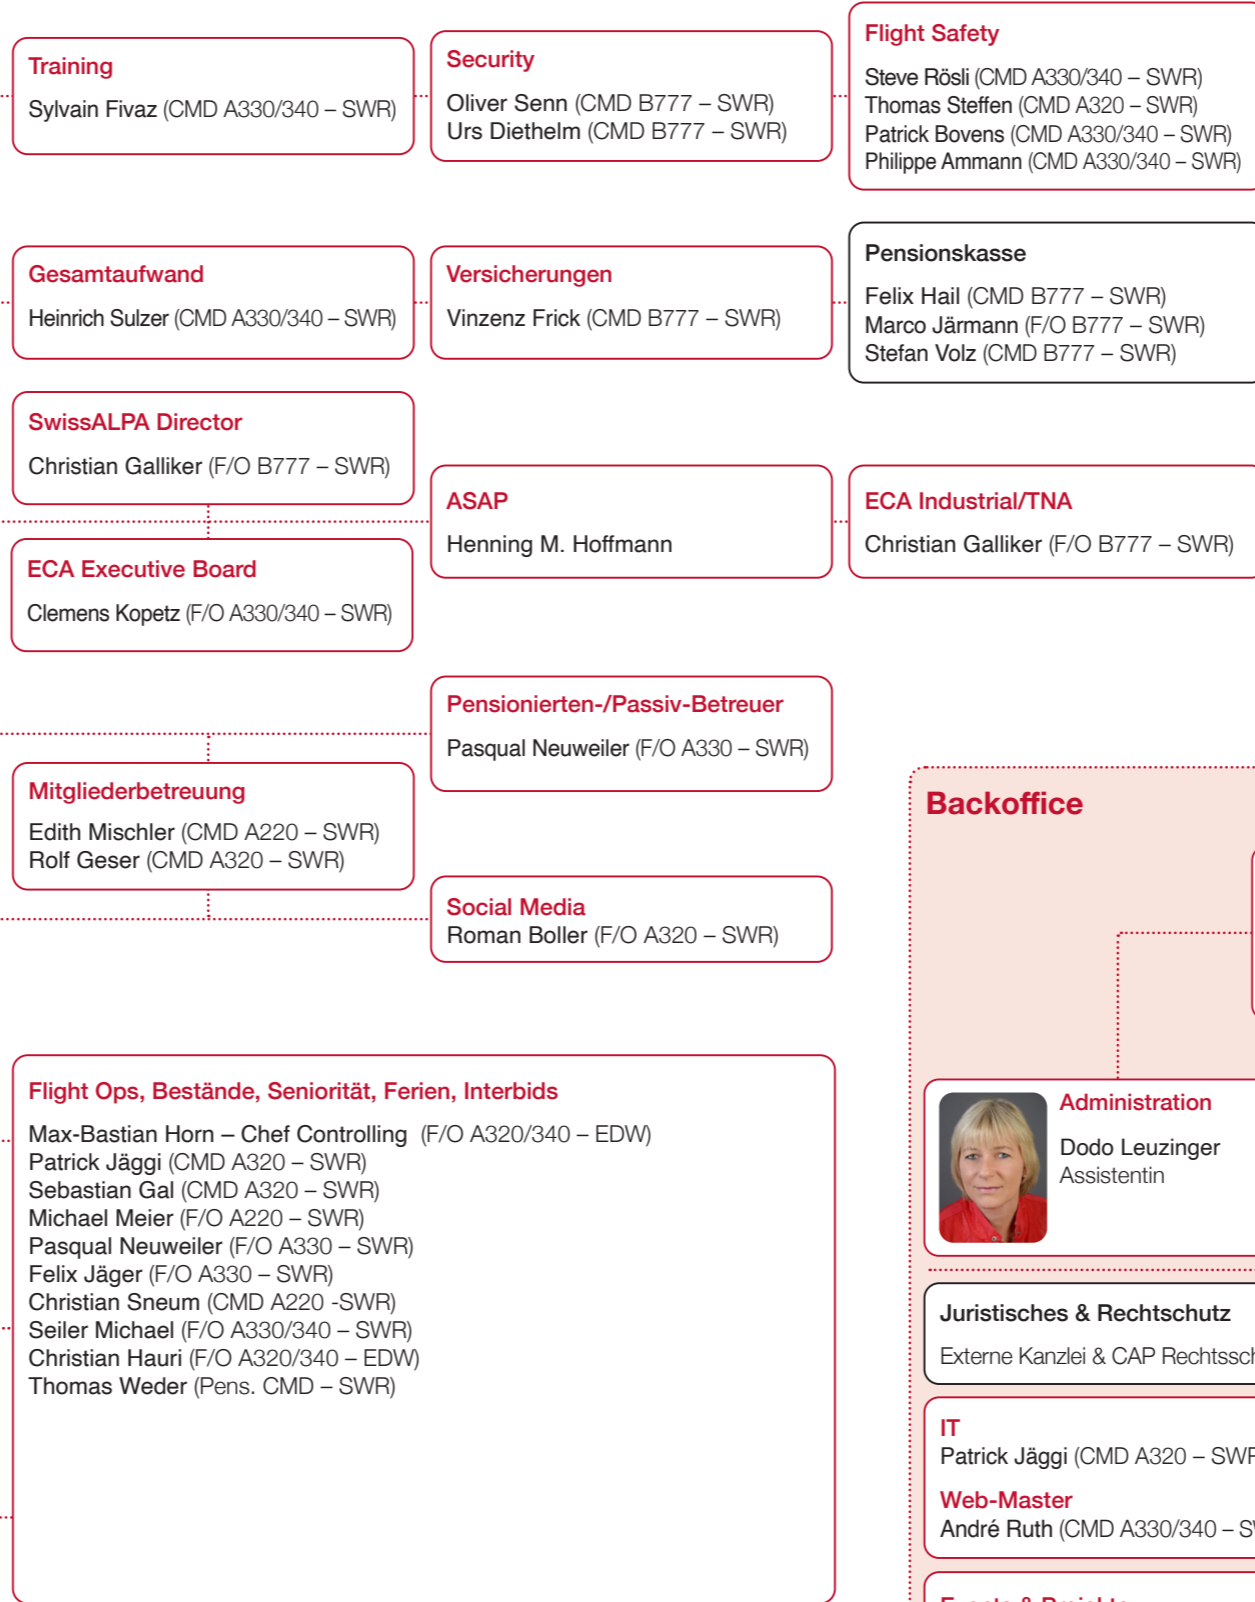 Training
Sylvain Fivaz (CMD A330/340 – SWR)
Security
Oliver Senn (CMD B777 – SWR)
Urs Diethelm (CMD B777 – SWR)
Flight Safety
Steve Rösli (CMD A330/340 – SWR)
Thomas Steffen (CMD A320 – SWR)
Patrick Bovens (CMD A330/340 – SWR)
Philippe Ammann (CMD A330/340 – SWR)
Gesamtaufwand
Heinrich Sulzer (CMD A330/340 – SWR)
Versicherungen
Vinzenz Frick (CMD B777 – SWR)
Pensionskasse
Felix Hail (CMD B777 – SWR)
Marco Järmann (F/O B777 – SWR)
Stefan Volz (CMD B777 – SWR)
SwissALPA Director
Christian Galliker (F/O B777 – SWR)
ECA Executive Board
Clemens Kopetz (F/O A330/340 – SWR)
ASAP
Henning M. Hoffmann
ECA Industrial/TNA
Christian Galliker (F/O B777 – SWR)
Pensionierten-/Passiv-Betreuer
Pasqual Neuweiler (F/O A330 – SWR)
Mitgliederbetreuung
Edith Mischler (CMD A220 – SWR)
Rolf Geser (CMD A320 – SWR)
Social Media
Roman Boller (F/O A320 – SWR)
Flight Ops, Bestände, Seniorität, Ferien, Interbids
Max-Bastian Horn – Chef Controlling (F/O A320/340 – EDW)
Patrick Jäggi (CMD A320 – SWR)
Sebastian Gal (CMD A320 – SWR)
Michael Meier (F/O A220 – SWR)
Pasqual Neuweiler (F/O A330 – SWR)
Felix Jäger (F/O A330 – SWR)
Christian Sneum (CMD A220 -SWR)
Seiler Michael (F/O A330/340 – SWR)
Christian Hauri (F/O A320/340 – EDW)
Thomas Weder (Pens. CMD – SWR)
Backoffice
Administration
Dodo Leuzinger
Assistentin
Juristisches & Rechtschutz
Externe Kanzlei & CAP Rechtssch
IT
Patrick Jäggi (CMD A320 – SWR
Web-Master
André Ruth (CMD A330/340 – SW